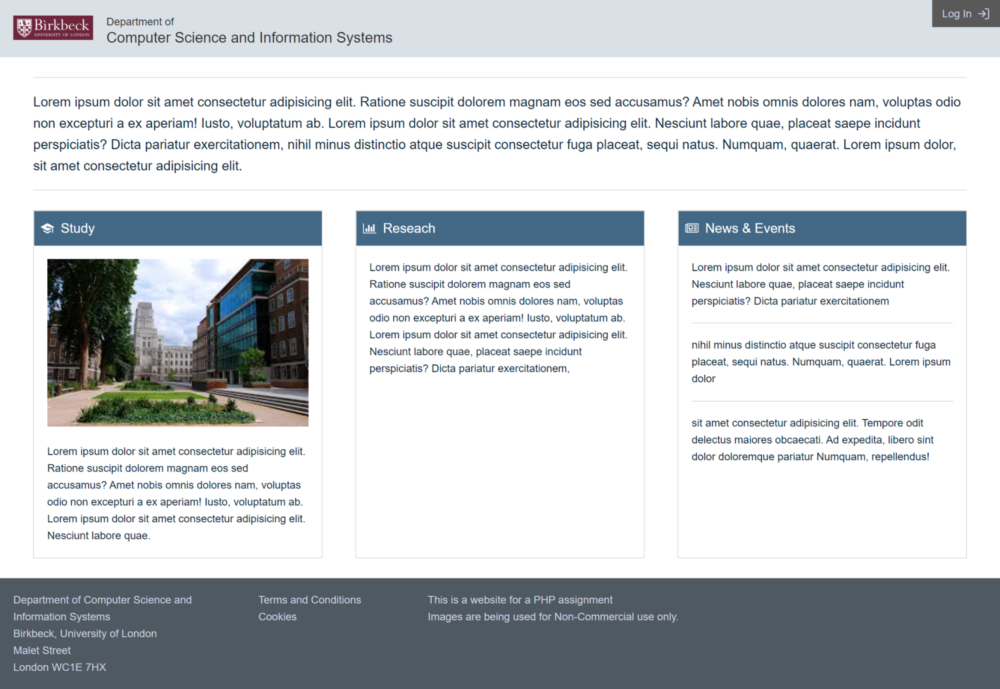 Birkbeck
UNIVERSITY OF LONDON
Department of
Computer Science and Information Systems
Log In
Lorem ipsum dolor sit amet consectetur adipisicing elit. Ratione suscipit dolorem magnam eos sed accusamus? Amet nobis omnis dolores nam, voluptas odio
non excepturi a ex aperiam! Iusto, voluptatum ab. Lorem ipsum dolor sit amet consectetur adipisicing elit. Nesciunt labore quae, placeat saepe incidunt
perspiciatis? Dicta pariatur exercitationem, nihil minus distinctio atque suscipit consectetur fuga placeat, sequi natus. Numquam, quaerat. Lorem ipsum dolor,
sit amet consectetur adipisicing elit.
Study
Lorem ipsum dolor sit amet consectetur adipisicing elit.
Ratione suscipit dolorem magnam eos sed
accusamus? Amet nobis omnis dolores nam, voluptas
odio non excepturi a ex aperiam! Iusto, voluptatum ab.
Lorem ipsum dolor sit amet consectetur adipisicing elit.
Nesciunt labore quae.
Reseach
Lorem ipsum dolor sit amet consectetur adipisicing elit.
Ratione suscipit dolorem magnam eos sed
accusamus? Amet nobis omnis dolores nam, voluptas
odio non excepturi a ex aperiam! Iusto, voluptatum ab.
Lorem ipsum dolor sit amet consectetur adipisicing elit.
Nesciunt labore quae, placeat saepe incidunt
perspiciatis? Dicta pariatur exercitationem,
News & Events
Lorem ipsum dolor sit amet consectetur adipisicing elit.
Nesciunt labore quae, placeat saepe incidunt
perspiciatis? Dicta pariatur exercitationem
nihil minus distinctio atque suscipit consectetur fuga
placeat, sequi natus. Numquam, quaerat. Lorem ipsum
dolor
sit amet consectetur adipisicing elit. Tempore odit
delectus maiores obcaecati. Ad expedita, libero sint
dolor doloremque pariatur Numquam, repellendus!
Department of Computer Science and
Information Systems
Birkbeck, University of London
Malet Street
London WC1E 7HX
Terms and Conditions
Cookies
This is a website for a PHP assignment
Images are being used for Non-Commercial use only.